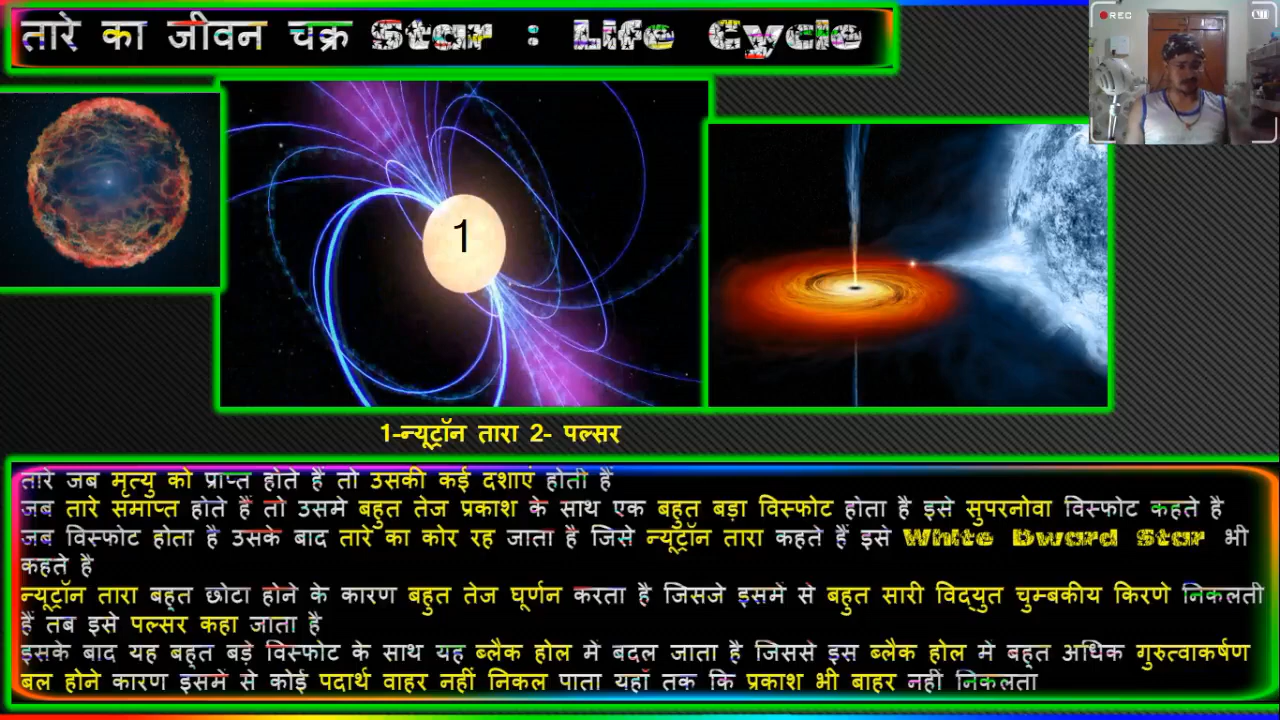 तारे का जीवन चक्र Star : Life Cycle
REC
1
1-न्यूट्रॉन तारा 2- पल्सर
तारे जब मृत्यु को प्राप्त होते हैं तो उसकी कई दशाएं होती हैं
जब तारे समाप्त होते हैं तो उसमे बहुत तेज प्रकाश के साथ एक बहुत बड़ा विस्फोट होता है इसे सुपरनोवा विस्फोट कहते है
जब विस्फोट होता है उसके बाद तारे का कोर रह जाता है जिसे न्यूट्रॉन तारा कहते हैं इसे White Dward Star भी
कहते है
न्यूट्रॉन तारा बहुत छोटा होने के कारण बहुत तेज घूर्णन करता है जिसजे इसमें से बहुत सारी विद्युत चुम्बकीय किरणे निकलती
हैं तब इसे पल्सर कहा जाता है
इसके बाद यह बहुत बड़े विस्फोट के साथ यह ब्लैक होल में बदल जाता है जिससे इस ब्लैक होल में बहुत अधिक गुरुत्वाकर्षण
बल होने कारण इसमें से कोई पदार्थ वाहर नहीं निकल पाता यहाँ तक कि प्रकाश भी बाहर नहीं निकलता